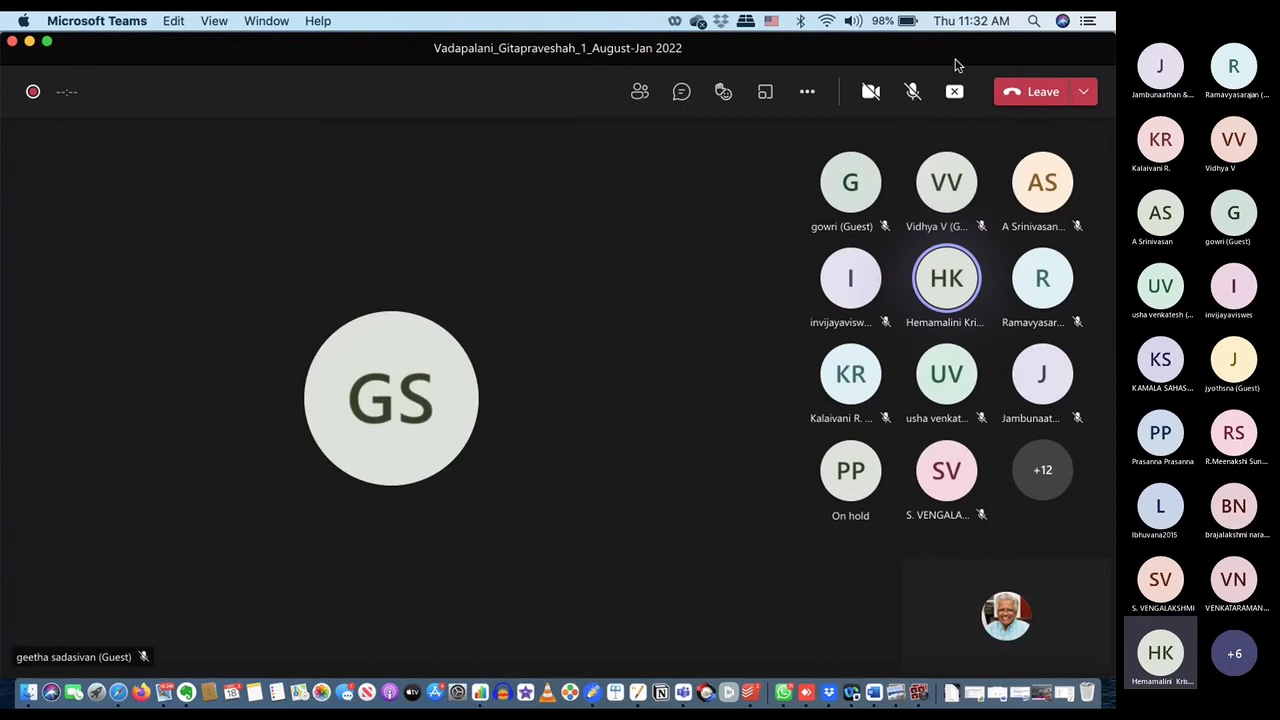 Microsoft Teams Edit View Window Help 98% Thu 11:32 AM
Vadapalani_Gitapraveshah_1_August-Jan 2022
--:-- Leave
G VV AS
gowri (Guest) Vidhya V (G... A Srinivasan...
I HK R
invijayavisw... Hemamalini Kri... Ramavyasar...
KR UV J
Kalaivani R. ... usha venkat... Jambunaat...
PP SV +12
On hold S. VENGALA...
GS
geetha sadasivan (Guest)
J R
Jambunaathan &... Ramavyasarajan (...
KR VV
Kalaivani R. Vidhya V
AS G
A Srinivasan gowri (Guest)
UV I
usha venkatesh (... invijayaviswes
KS J
KAMALA SAHAS... jyothsna (Guest)
PP RS
Prasanna Prasanna R.Meenakshi Sun...
L BN
lbhuvana2015 brajalakshmi nara...
SV VN
S. VENGALAKSHMI VENKATARAMAN...
HK +6
Hemamalini Kris...